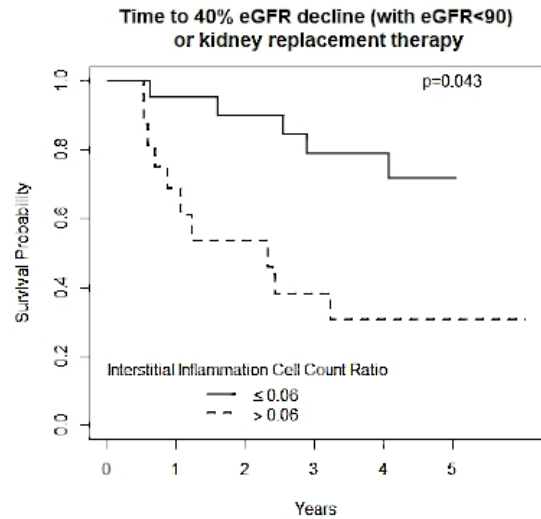 Time to 40% eGFR decline (with eGFR<90)
or kidney replacement therapy
p=0.043
Survival Probability
1.0
0.8
0.6
0.4
0.2
0.0
Interstitial Inflammation Cell Count Ratio
≤ 0.06
> 0.06
0 1 2 3 4 5
Years